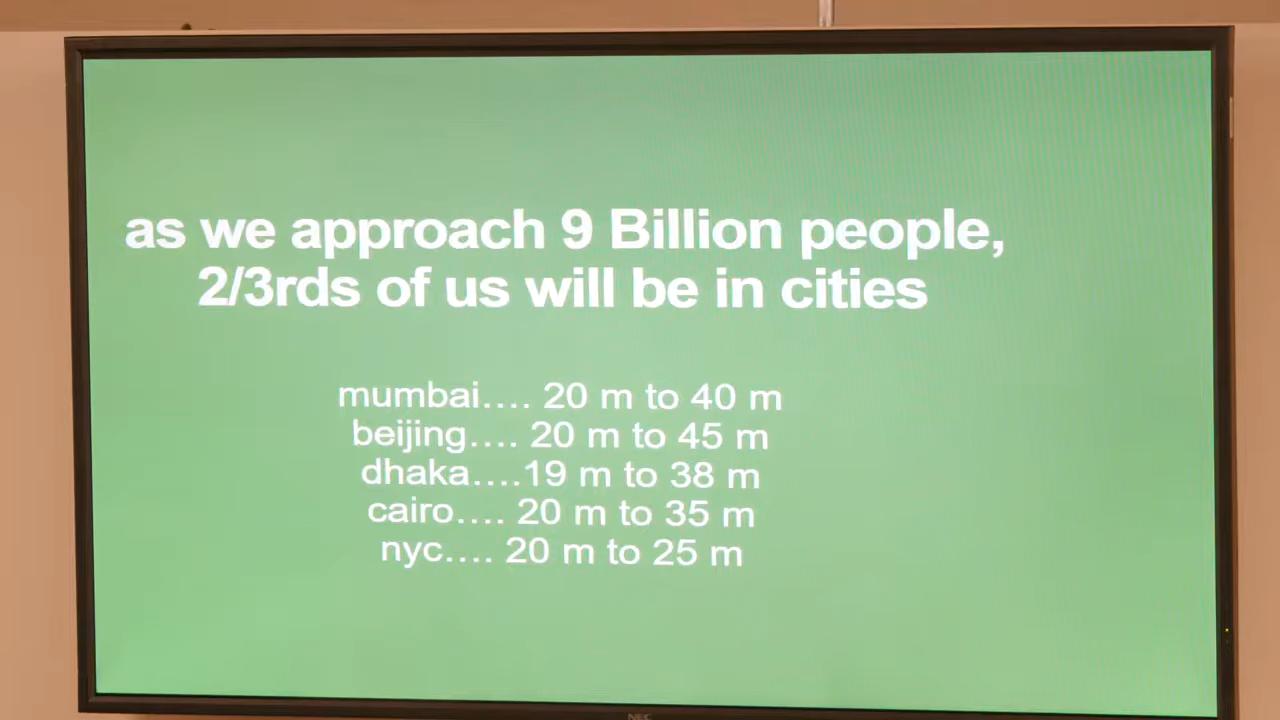 as we approach 9 Billion people,
2/3rds of us will be in cities
mumbai.... 20 m to 40 m
beijing.... 20 m to 45 m
dhaka....19 m to 38 m
cairo.... 20 m to 35 m
nyc.... 20 m to 25 m
NEC